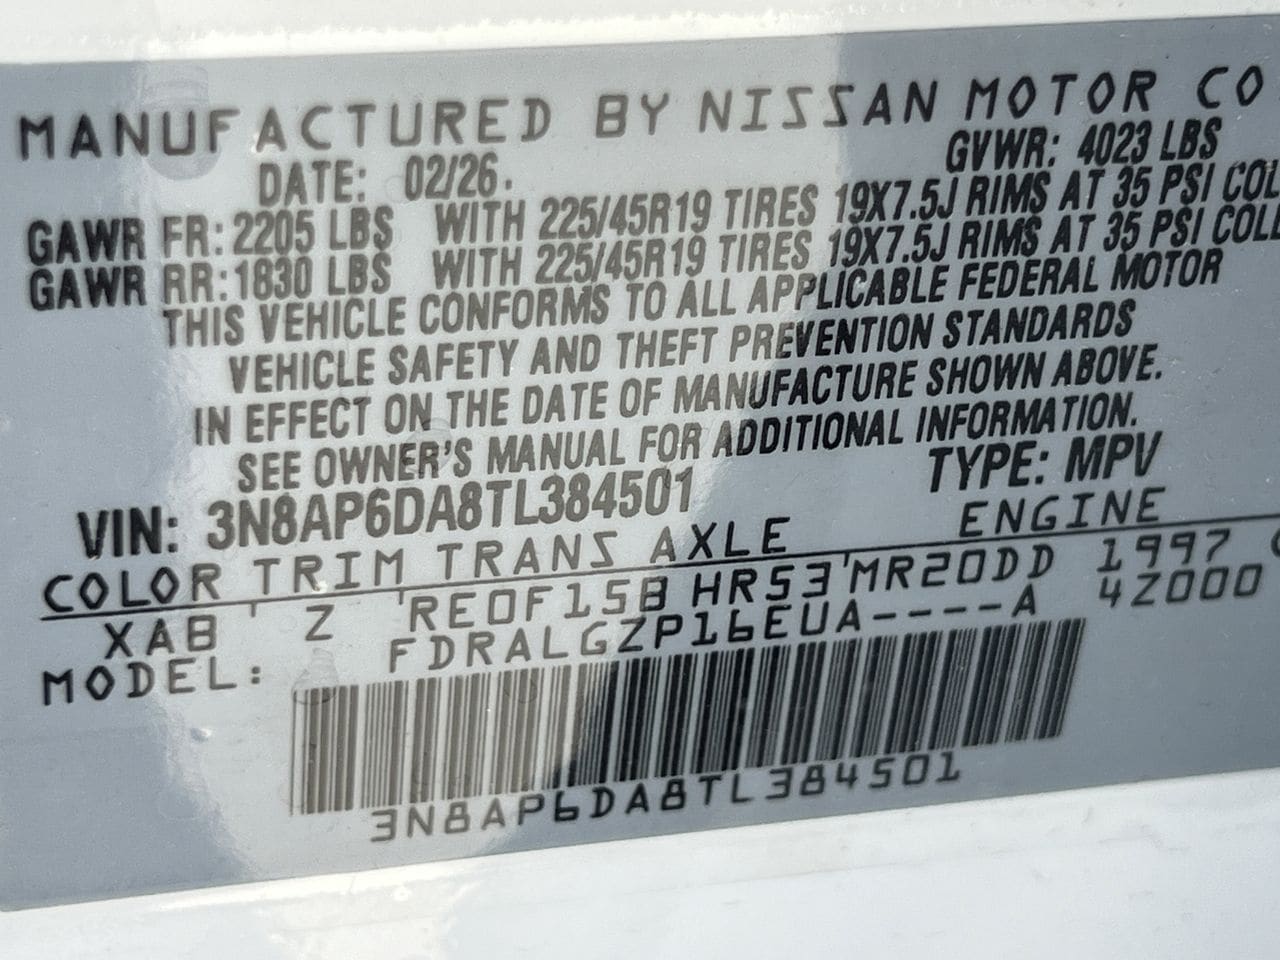 MANUFACTURED BY NISSAN MOTOR CO
DATE: 02/26. GVWR: 4023 LBS
GAWR FR: 2205 LBS WITH 225/45R19 TIRES 19X7.5J RIMS AT 35 PSI COL
GAWR RR: 1830 LBS WITH 225/45R19 TIRES 19X7.5J RIMS AT 35 PSI COLD
THIS VEHICLE CONFORMS TO ALL APPLICABLE FEDERAL MOTOR
VEHICLE SAFETY AND THEFT PREVENTION STANDARDS
IN EFFECT ON THE DATE OF MANUFACTURE SHOWN ABOVE.
SEE OWNER'S MANUAL FOR ADDITIONAL INFORMATION.
VIN: 3N8AP6DA8TL384501 TYPE: MPV
COLOR TRIM TRANS AXLE ENGINE
XAB Z RE0F15B HR53 MR20DD 1997
MODEL: FDRALGZP16EUA----A 4Z000
3N8AP6DA8TL384501